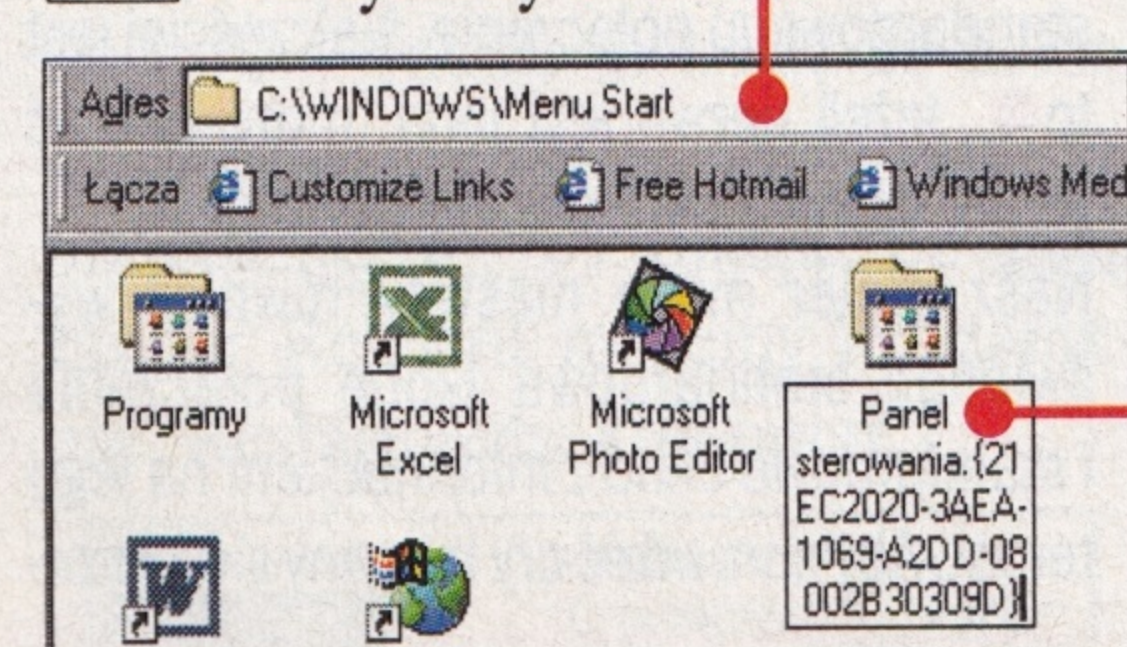 Adres C:\WINDOWS\Menu Start
Łącza Customize Links Free Hotmail Windows Med
Programy
Microsoft
Excel
Microsoft
Photo Editor
Panel
sterowania.{21
EC2020-3AEA-
1069-A2DD-08
002B30309D}